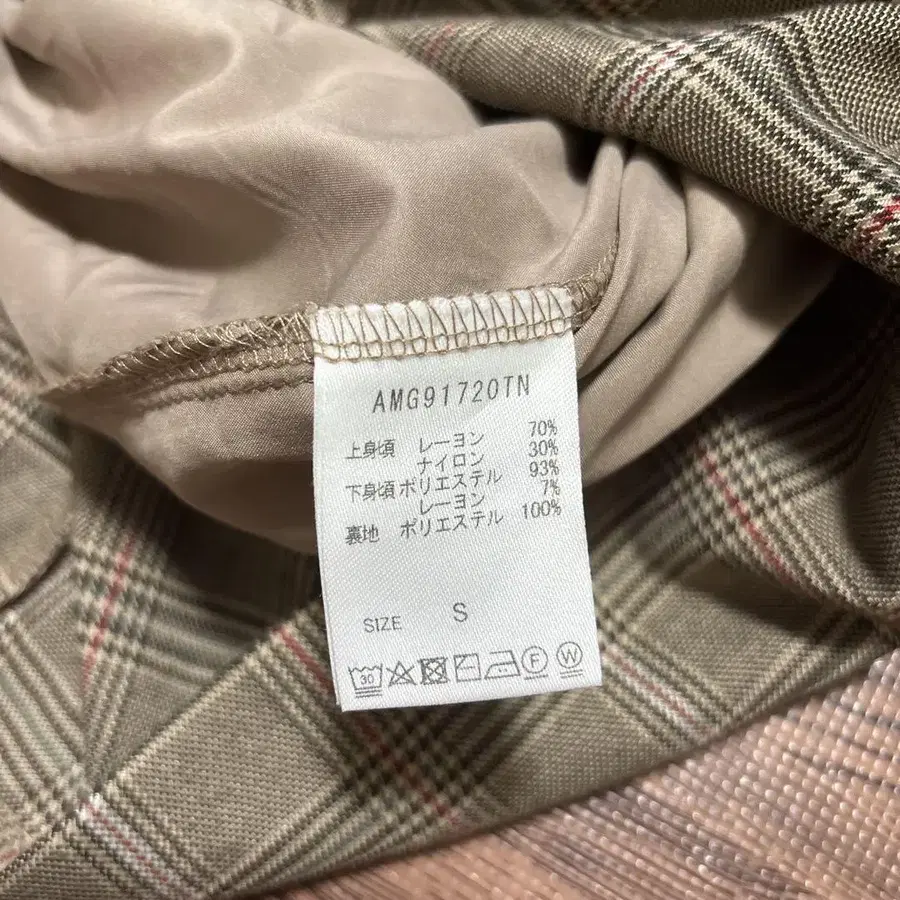 AMG91720TN
上身頃 レーヨン 70%
ナイロン 30%
下身頃 ポリエステル 93%
レーヨン 7%
裏地 ポリエステル 100%
SIZE S
30 F W